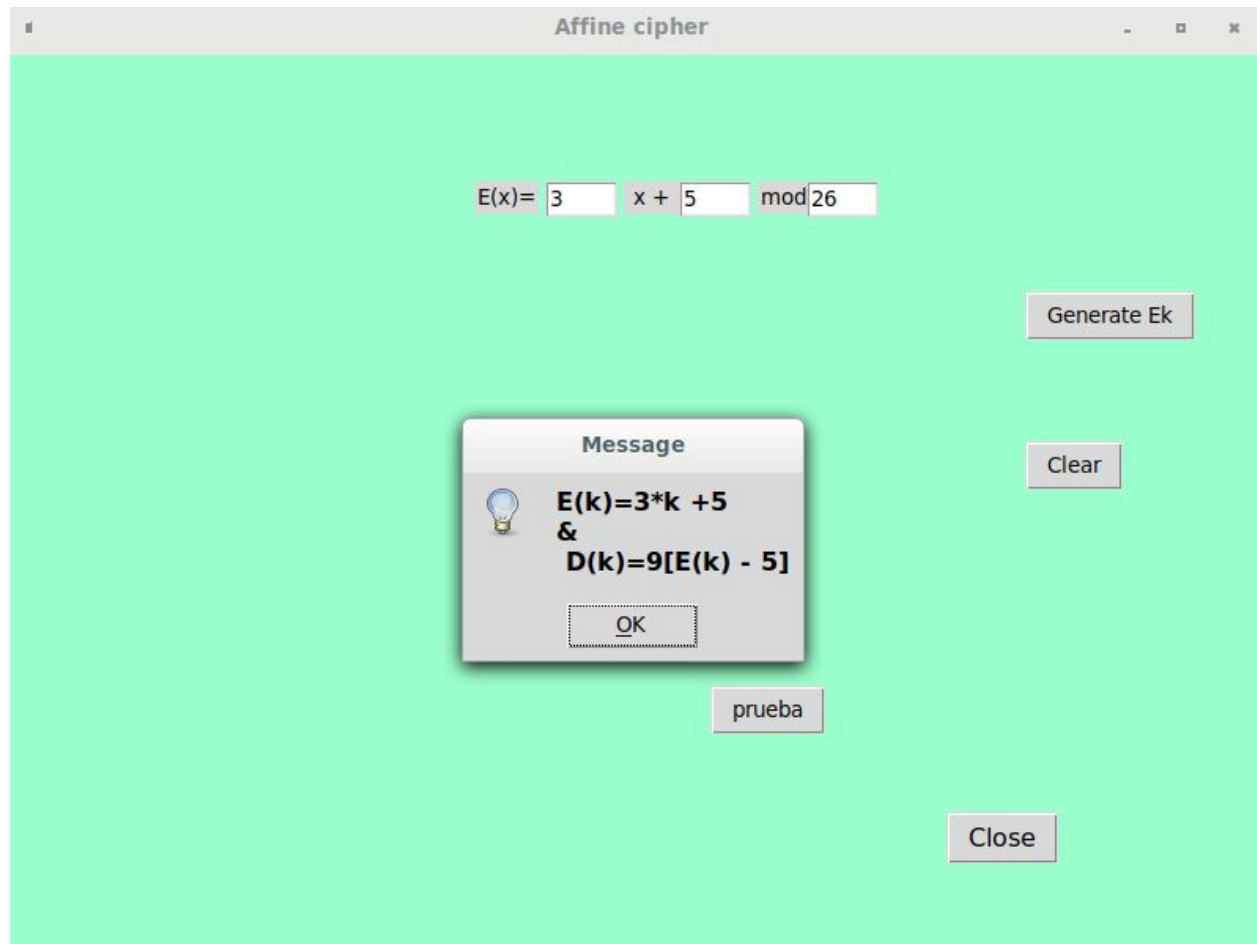 Affine cipher
E(x)= 3 x + 5 mod 26
Generate Ek
Message
Clear
E(k)=3*k +5
&
D(k)=9[E(k) - 5]
OK
prueba
Close